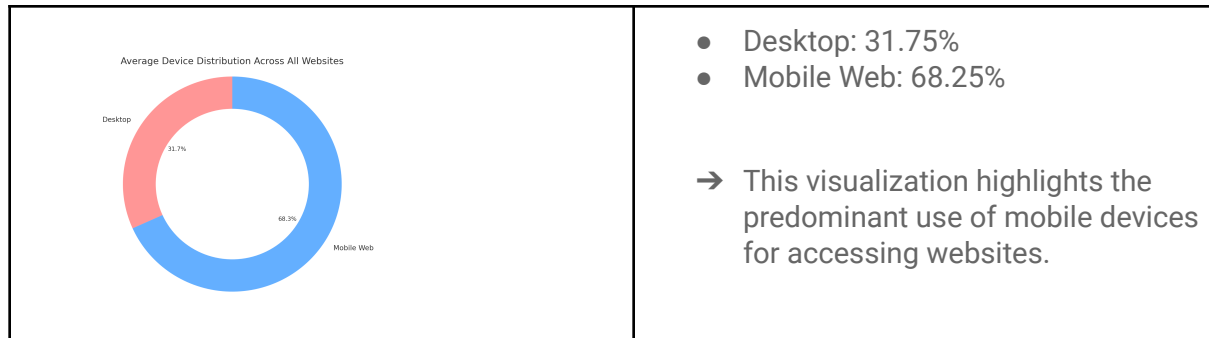 Average Device Distribution Across All Websites
Desktop
31.7%
68.3%
Mobile Web
● Desktop: 31.75%
● Mobile Web: 68.25%
➔ This visualization highlights the
predominant use of mobile devices
for accessing websites.